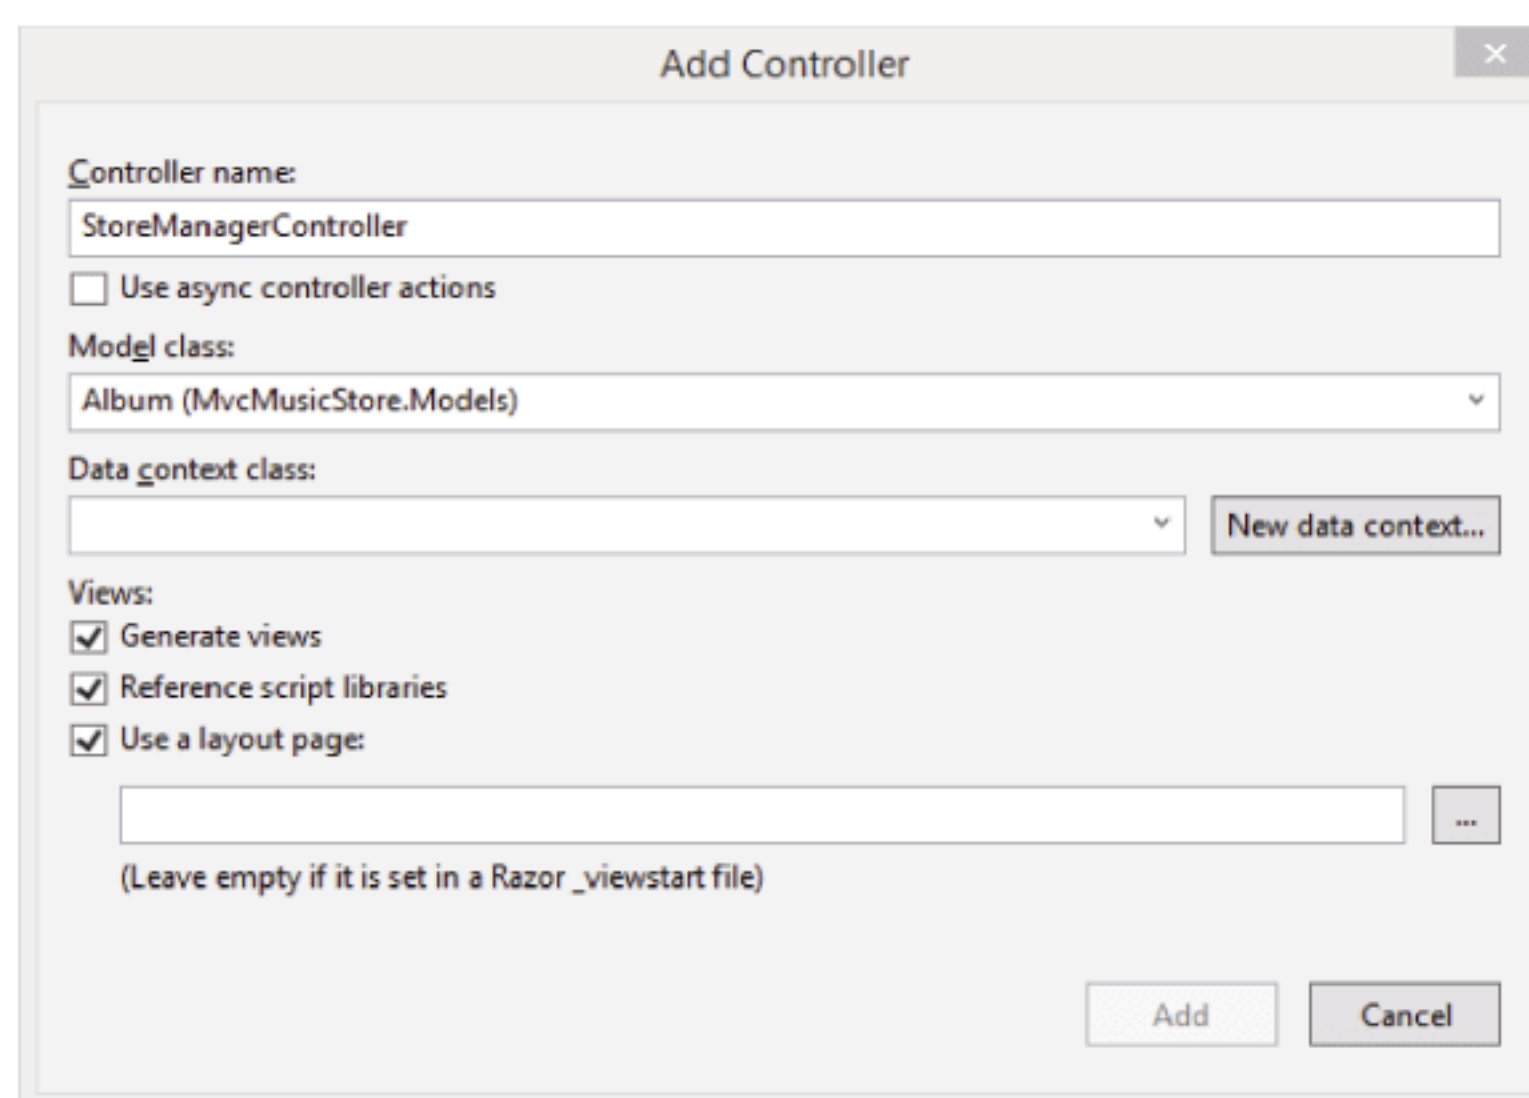 Add Controller
Controller name:
StoreManagerController
Use async controller actions
Model class:
Album (MvcMusicStore.Models)
Data context class:
New data context...
Views:
Generate views
Reference script libraries
Use a layout page:
...
(Leave empty if it is set in a Razor _viewstart file)
Add
Cancel